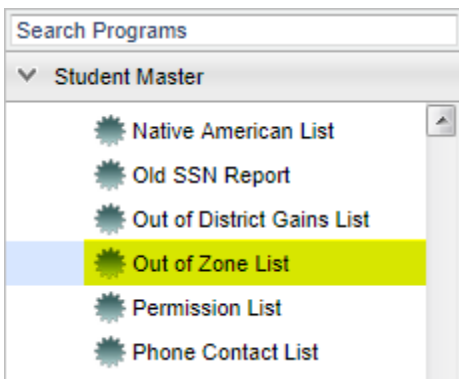 Search Programs
Student Master
Native American List
Old SSN Report
Out of District Gains List
Out of Zone List
Permission List
Phone Contact List